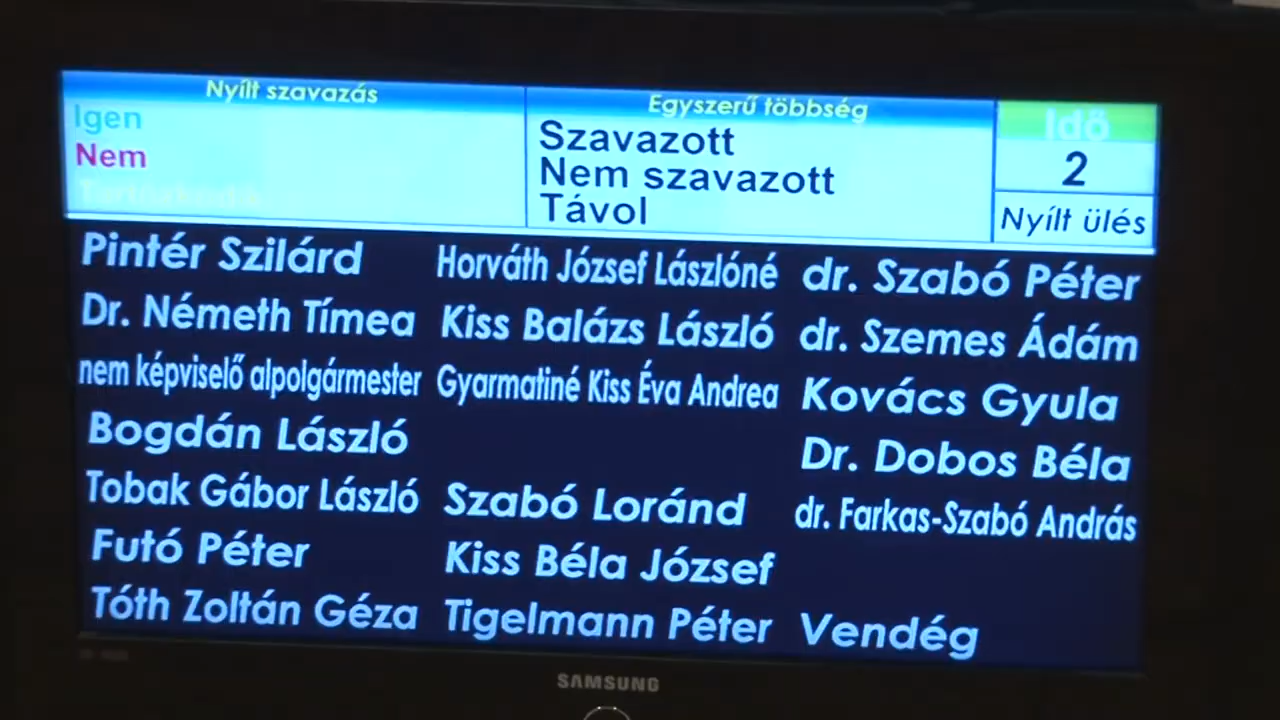 Nyílt szavazás
Igen
Nem
Tartózkodás
Egyszerű többség
Szavazott
Nem szavazott
Távol
Idő
2
Nyílt ülés
Pintér Szilárd
Horváth József Lászlóné
dr. Szabó Péter
Dr. Németh Tímea
Kiss Balázs László
dr. Szemes Ádám
nem képviselő alpolgármester
Gyarmatiné Kiss Éva Andrea
Kovács Gyula
Bogdán László
Dr. Dobos Béla
Tobak Gábor László
Szabó Loránd
dr. Farkas-Szabó András
Futó Péter
Kiss Béla József
Tóth Zoltán Géza
Tigelmann Péter
Vendég
SAMSUNG